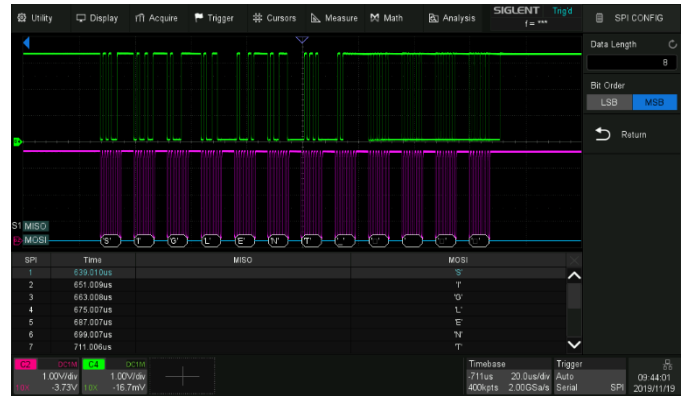 Utility Display Acquire Trigger Cursors Measure Math Analysis SIGLENT Trig'd
f = ***
SPI CONFIG
Data Length
8
Bit Order
LSB MSB
Return
S1 MISO
MOSI 'S' 'G' 'L' 'E' 'N' 'T'
SPI Time MISO MOSI
1 639.010us 'S'
2 651.009us 'I'
3 663.008us 'G'
4 675.007us 'L'
5 687.007us 'E'
6 699.007us 'N'
7 711.006us 'T'
C2 DC1M C4 DC1M
1.00V/div 1.00V/div
10X -3.73V 10X -16.7mV
Timebase Trigger
-711us 20.0us/div Auto
400kpts 2.00GSa/s Serial SPI
09:44:01
2019/11/19